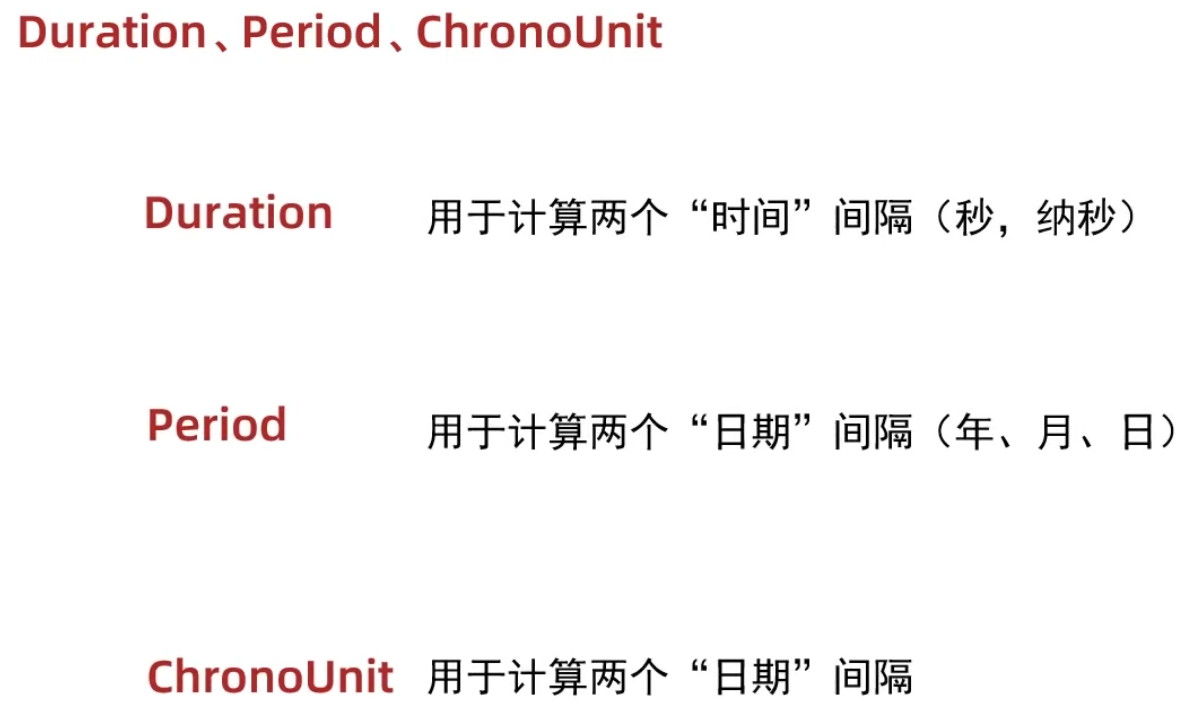 Duration、Period、ChronoUnit
Duration 用于计算两个“时间”间隔（秒，纳秒）
Period 用于计算两个“日期”间隔（年、月、日）
ChronoUnit 用于计算两个“日期”间隔